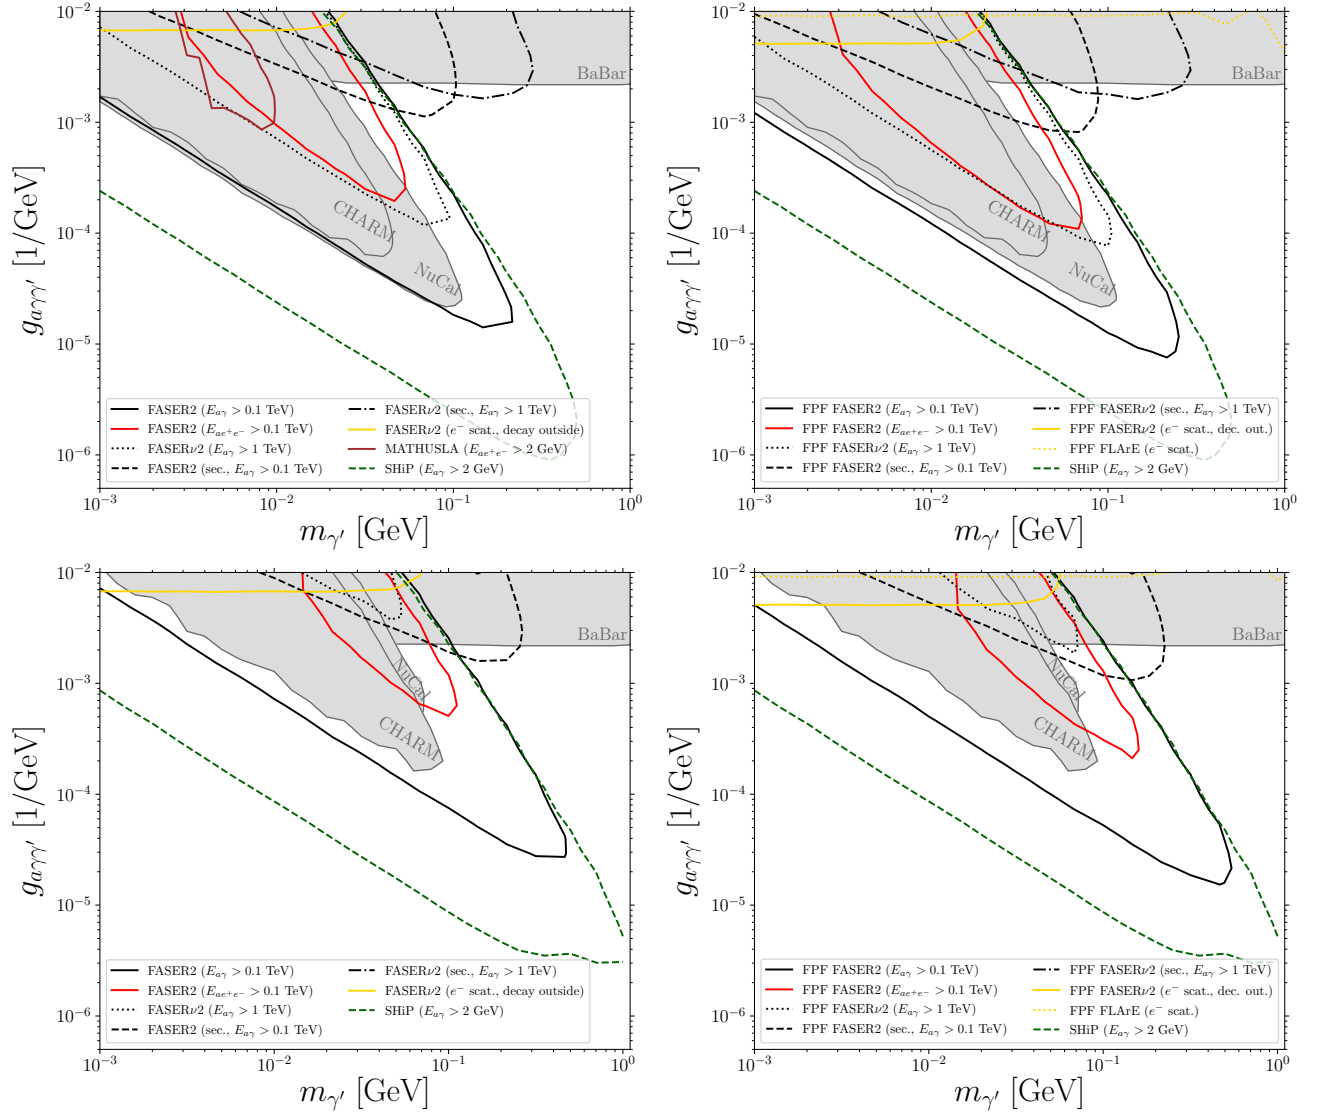 10⁻²
10⁻³
10⁻⁴
10⁻⁵
10⁻⁶
g_{aγγ′} [1/GeV]
BaBar
CHARM
NuCal
FASER2 (E_{aγ} > 0.1 TeV)
FASER2 (E_{ae⁺e⁻} > 0.1 TeV)
FASERν2 (E_{aγ} > 1 TeV)
FASER2 (sec., E_{aγ} > 0.1 TeV)
FASERν2 (sec., E_{aγ} > 1 TeV)
FASERν2 (e⁻ scat., decay outside)
MATHUSLA (E_{ae⁺e⁻} > 2 GeV)
SHiP (E_{aγ} > 2 GeV)
10⁻³ 10⁻² 10⁻¹ 10⁰
m_{γ′} [GeV]
10⁻²
10⁻³
10⁻⁴
10⁻⁵
10⁻⁶
g_{aγγ′} [1/GeV]
BaBar
CHARM
NuCal
FPF FASER2 (E_{aγ} > 0.1 TeV)
FPF FASER2 (E_{ae⁺e⁻} > 0.1 TeV)
FPF FASERν2 (E_{aγ} > 1 TeV)
FPF FASER2 (sec., E_{aγ} > 0.1 TeV)
FPF FASERν2 (sec., E_{aγ} > 1 TeV)
FPF FASERν2 (e⁻ scat., dec. out.)
FPF FLArE (e⁻ scat.)
SHiP (E_{aγ} > 2 GeV)
10⁻³ 10⁻² 10⁻¹ 10⁰
m_{γ′} [GeV]
10⁻²
10⁻³
10⁻⁴
10⁻⁵
10⁻⁶
g_{aγγ′} [1/GeV]
BaBar
NuCal
CHARM
FASER2 (E_{aγ} > 0.1 TeV)
FASER2 (E_{ae⁺e⁻} > 0.1 TeV)
FASERν2 (E_{aγ} > 1 TeV)
FASER2 (sec., E_{aγ} > 0.1 TeV)
FASERν2 (sec., E_{aγ} > 1 TeV)
FASERν2 (e⁻ scat., decay outside)
SHiP (E_{aγ} > 2 GeV)
10⁻³ 10⁻² 10⁻¹ 10⁰
m_{γ′} [GeV]
10⁻²
10⁻³
10⁻⁴
10⁻⁵
10⁻⁶
g_{aγγ′} [1/GeV]
BaBar
NuCal
CHARM
FPF FASER2 (E_{aγ} > 0.1 TeV)
FPF FASER2 (E_{ae⁺e⁻} > 0.1 TeV)
FPF FASERν2 (E_{aγ} > 1 TeV)
FPF FASER2 (sec., E_{aγ} > 0.1 TeV)
FPF FASERν2 (sec., E_{aγ} > 1 TeV)
FPF FASERν2 (e⁻ scat., dec. out.)
FPF FLArE (e⁻ scat.)
SHiP (E_{aγ} > 2 GeV)
10⁻³ 10⁻² 10⁻¹ 10⁰
m_{γ′} [GeV]